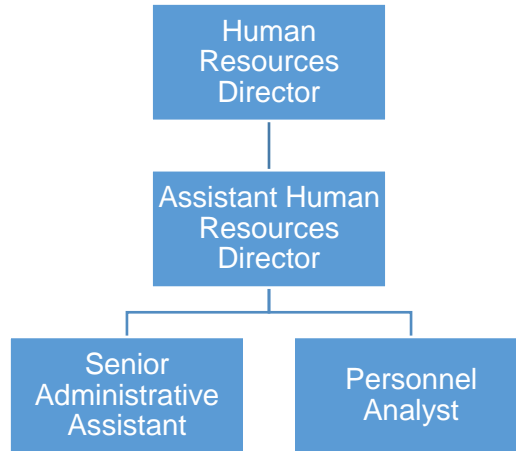 Human
Resources
Director
Assistant Human
Resources
Director
Senior
Administrative
Assistant
Personnel
Analyst